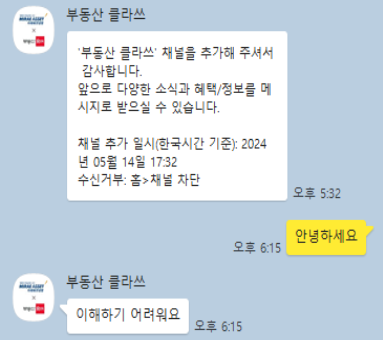 부동산 클라쓰
'부동산 클라쓰' 채널을 추가해 주셔서
감사합니다.
앞으로 다양한 소식과 혜택/정보를 메
시지로 받으실 수 있습니다.
채널 추가 일시(한국시간 기준): 2024
년 05월 14일 17:32
수신거부: 홈>채널 차단
오후 5:32
안녕하세요
오후 6:15
부동산 클라쓰
이해하기 어려워요
오후 6:15